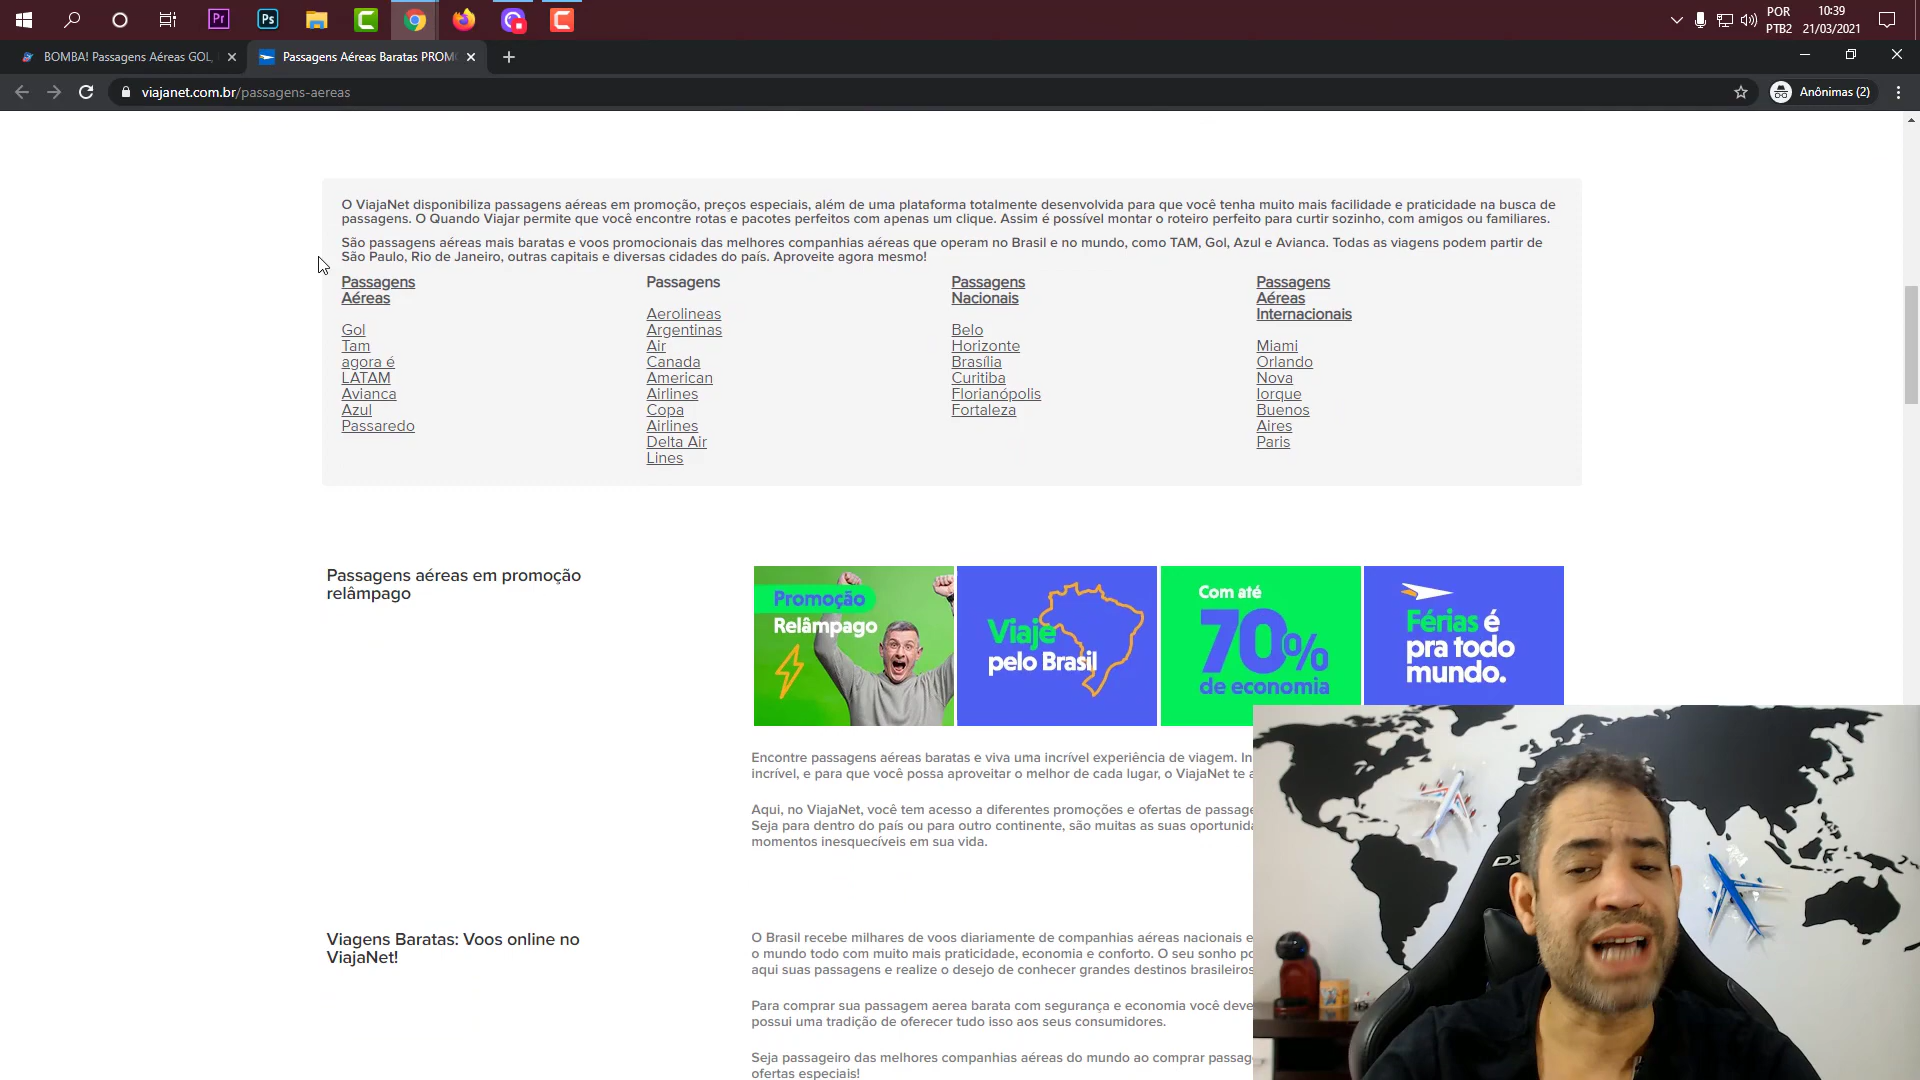 POR
PTB2
10:39
21/03/2021
BOMBA! Passagens Aéreas GOL,
Passagens Aéreas Baratas PROM
viajanet.com.br/passagens-aereas
Anônimas (2)
O ViajaNet disponibiliza passagens aéreas em promoção, preços especiais, além de uma plataforma totalmente desenvolvida para que você tenha muito mais facilidade e praticidade na busca de
passagens. O Quando Viajar permite que você encontre rotas e pacotes perfeitos com apenas um clique. Assim é possível montar o roteiro perfeito para curtir sozinho, com amigos ou familiares.
São passagens aéreas mais baratas e voos promocionais das melhores companhias aéreas que operam no Brasil e no mundo, como TAM, Gol, Azul e Avianca. Todas as viagens podem partir de
São Paulo, Rio de Janeiro, outras capitais e diversas cidades do país. Aproveite agora mesmo!
Passagens
Aéreas
Gol
Tam
agora é
LATAM
Avianca
Azul
Passaredo
Passagens
Aerolineas
Argentinas
Air
Canada
American
Airlines
Copa
Airlines
Delta Air
Lines
Passagens
Nacionais
Belo
Horizonte
Brasília
Curitiba
Florianópolis
Fortaleza
Passagens
Aéreas
Internacionais
Miami
Orlando
Nova
Iorque
Buenos
Aires
Paris
Passagens aéreas em promoção
relâmpago
Promoção
Relâmpago
Viaje
pelo Brasil
Com até
70%
de economia
Férias é
pra todo
mundo.
Encontre passagens aéreas baratas e viva uma incrível experiência de viagem. In
incrível, e para que você possa aproveitar o melhor de cada lugar, o ViajaNet te a
Aqui, no ViajaNet, você tem acesso a diferentes promoções e ofertas de passage
Seja para dentro do país ou para outro continente, são muitas as suas oportunida
momentos inesquecíveis em sua vida.
Viagens Baratas: Voos online no
ViajaNet!
O Brasil recebe milhares de voos diariamente de companhias aéreas nacionais e
o mundo todo com muito mais praticidade, economia e conforto. O seu sonho po
aqui suas passagens e realize o desejo de conhecer grandes destinos brasileiros
Para comprar sua passagem aerea barata com segurança e economia você deve
possui uma tradição de oferecer tudo isso aos seus consumidores.
Seja passageiro das melhores companhias aéreas do mundo ao comprar passag
ofertas especiais!
DX